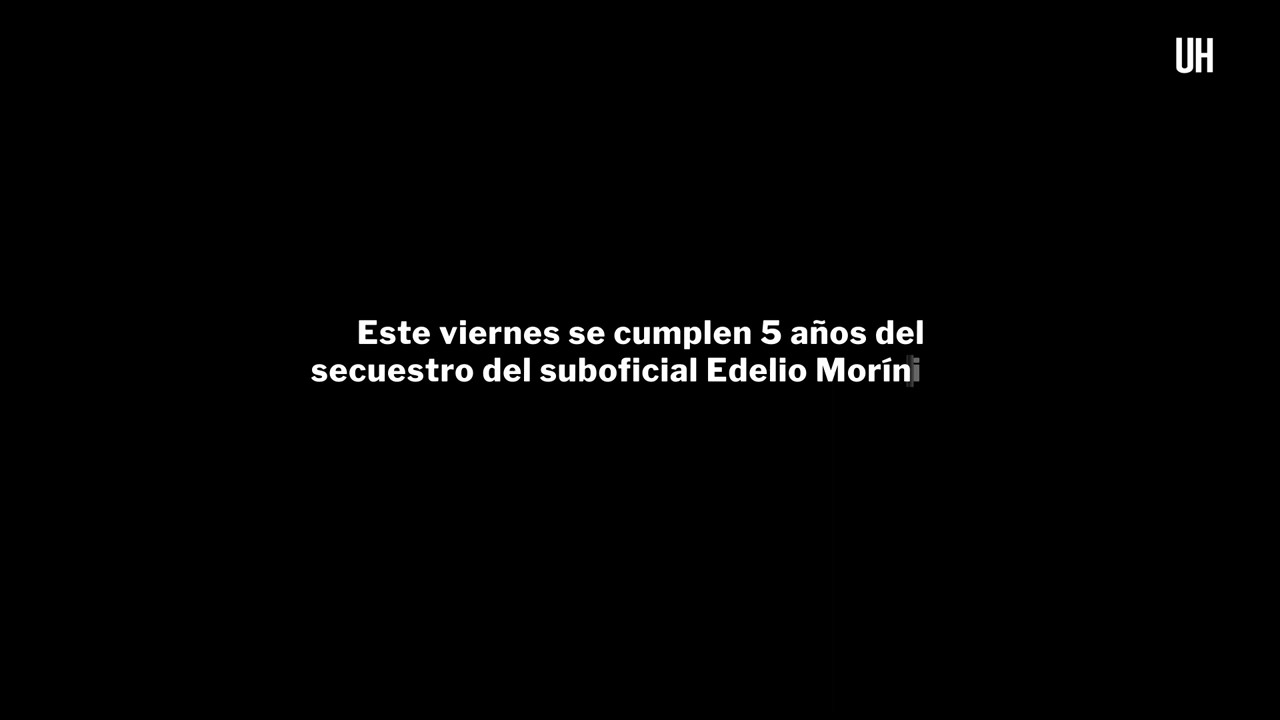 UH
Este viernes se cumplen 5 años del
secuestro del suboficial Edelio Morín